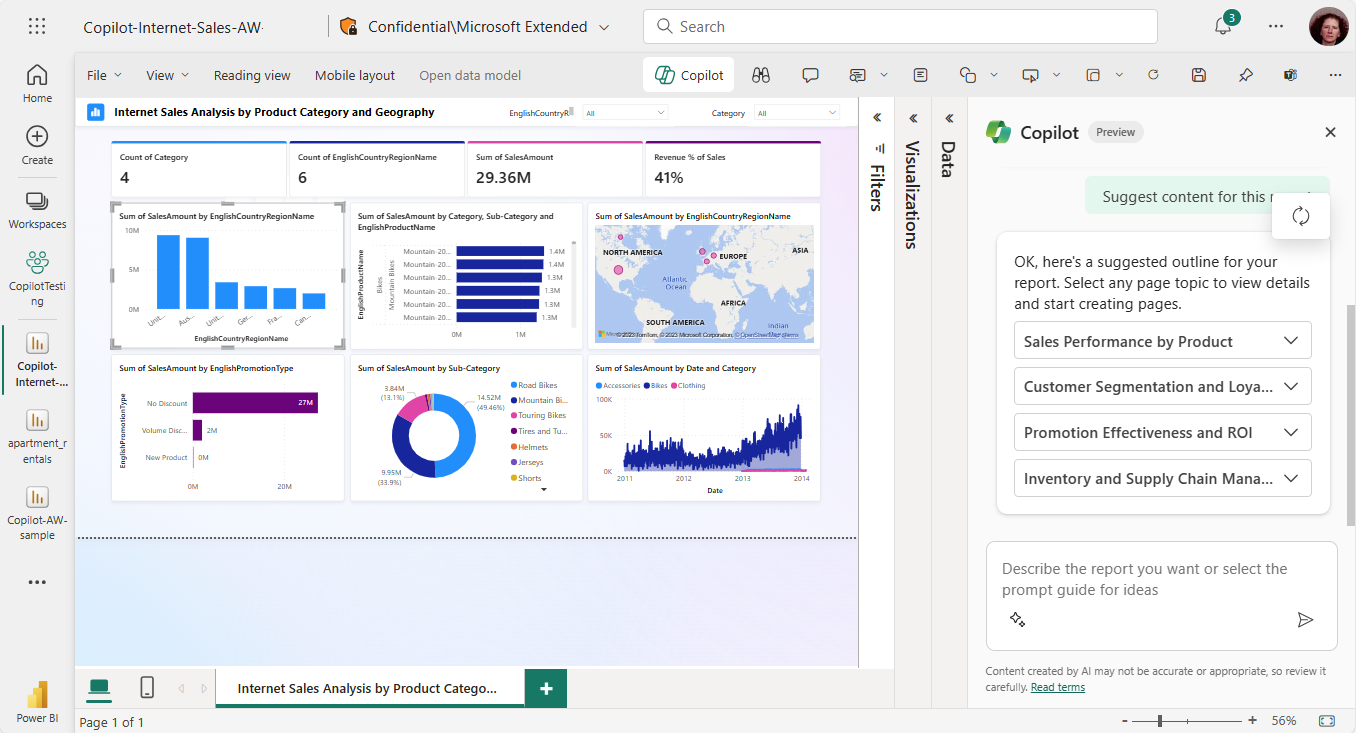 Copilot-Internet-Sales-AW-
Confidential\Microsoft Extended
Search
3
Home
Create
Workspaces
CopilotTesti
ng
Copilot-
Internet-...
apartment_r
entals
Copilot-AW-
sample
Power BI
File
View
Reading view
Mobile layout
Open data model
Copilot
Internet Sales Analysis by Product Category and Geography
EnglishCountryR
All
Category
All
Count of Category
4
Count of EnglishCountryRegionName
6
Sum of SalesAmount
29.36M
Revenue % of Sales
41%
Sum of SalesAmount by EnglishCountryRegionName
10M
5M
0M
Unit...
Aus...
Unit...
Ger...
Fra...
Can...
EnglishCountryRegionName
Sum of SalesAmount by Category, Sub-Category and
EnglishProductName
EnglishProductName
Bikes
Mountain Bikes
Mountain-20...
1.4M
Mountain-20...
1.4M
Mountain-20...
1.3M
Mountain-20...
1.3M
Mountain-20...
1.3M
Mountain-20...
1.3M
0M
1M
Sum of SalesAmount by EnglishCountryRegionName
NORTH AMERICA
EUROPE
ASIA
Atlantic
Ocean
AFRICA
SOUTH AMERICA
Indian
© 2023 TomTom, © 2023 Microsoft Corporation, © OpenStreetMap Terms
Sum of SalesAmount by EnglishPromotionType
EnglishPromotionType
No Discount
27M
Volume Disc...
2M
New Product
0M
0M
20M
Sum of SalesAmount by Sub-Category
3.84M
(13.1%)
14.52M
(49.46%)
9.95M
(33.9%)
Road Bikes
Mountain Bi...
Touring Bikes
Tires and Tu...
Helmets
Jerseys
Shorts
Sum of SalesAmount by Date and Category
Accessories
Bikes
Clothing
100K
50K
0K
2011
2012
2013
2014
Date
Filters
Visualizations
Data
Copilot
Preview
Suggest content for this
OK, here's a suggested outline for your
report. Select any page topic to view details
and start creating pages.
Sales Performance by Product
Customer Segmentation and Loya...
Promotion Effectiveness and ROI
Inventory and Supply Chain Mana...
Describe the report you want or select the
prompt guide for ideas
Content created by AI may not be accurate or appropriate, so review it
carefully. Read terms
Internet Sales Analysis by Product Catego...
+
Page 1 of 1
- + 56%